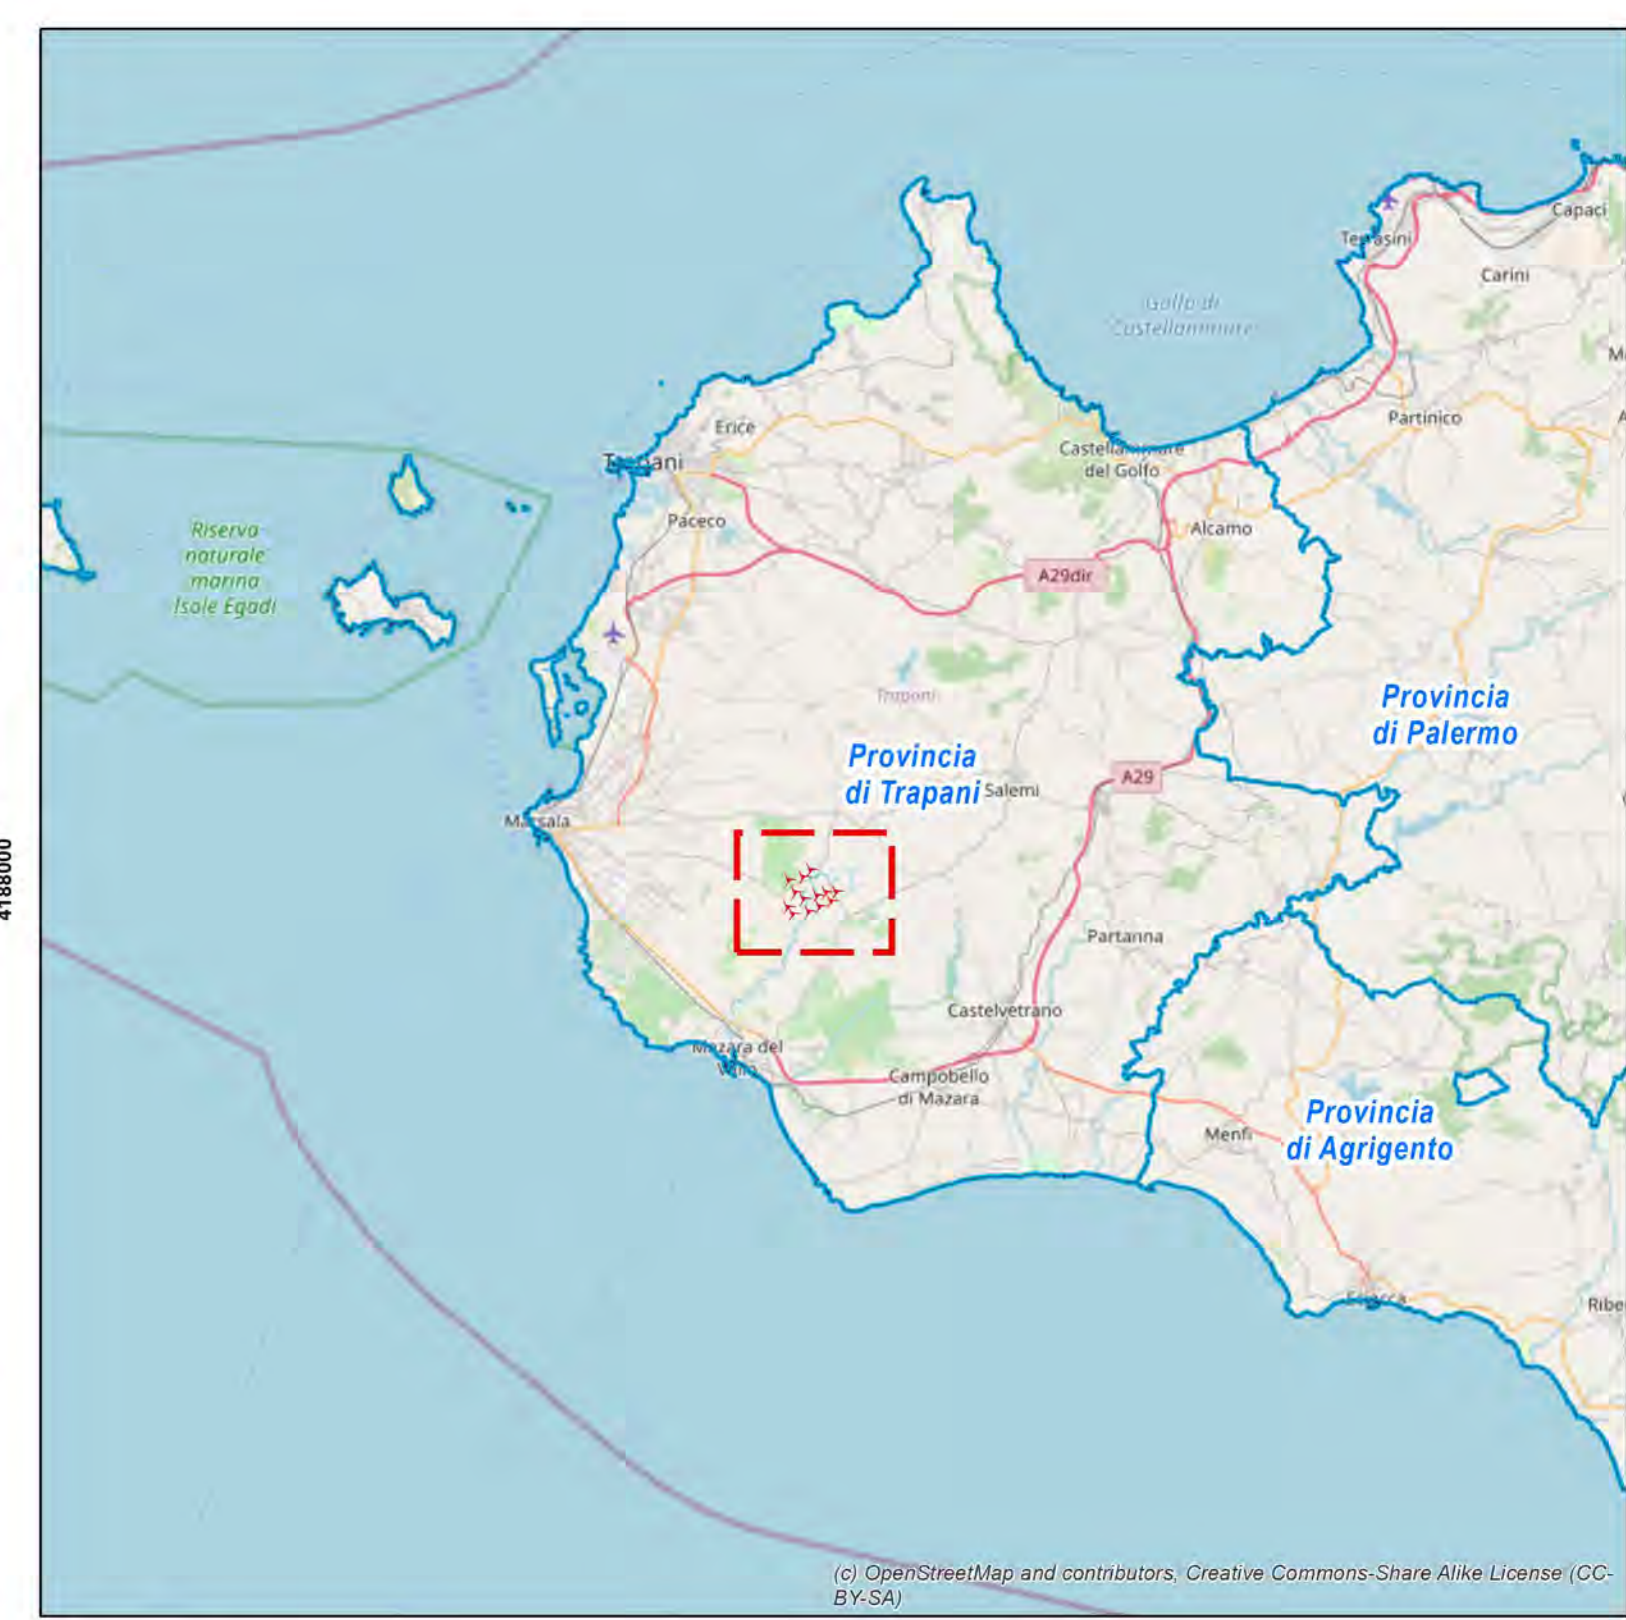 Capaci
Terrasini
Carini
Golfo di
Castellammare
Partinico
Erice
Castellammare
del Golfo
Trapani
Paceco
Alcamo
Riserva
naturale
marina
Isole Egadi
A29dir
Trapani
Provincia
di Palermo
Provincia
di Trapani
Salemi
A29
Marsala
4188000
Partanna
Castelvetrano
Mazara del
Vallo
Campobello
di Mazara
Menfi
Provincia
di Agrigento
Sciacca
Ribe
(c) OpenStreetMap and contributors, Creative Commons-Share Alike License (CC-
BY-SA)